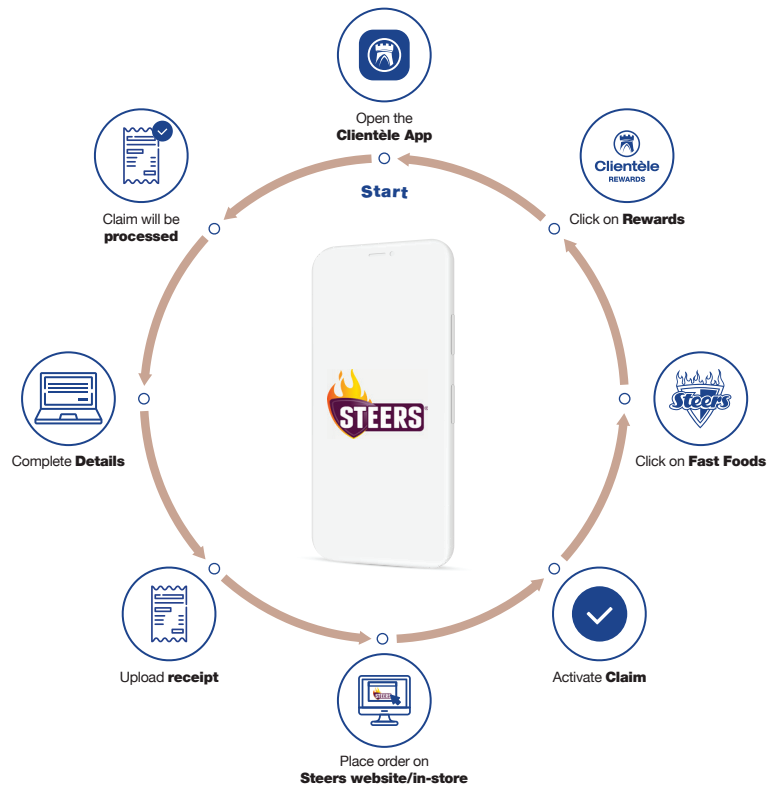 Open the
Clientèle App
Start
Clientèle
REWARDS
Click on Rewards
Steers
Click on Fast Foods
Activate Claim
STEERS
Place order on
Steers website/in-store
Upload receipt
Complete Details
Claim will be
processed
STEERS®